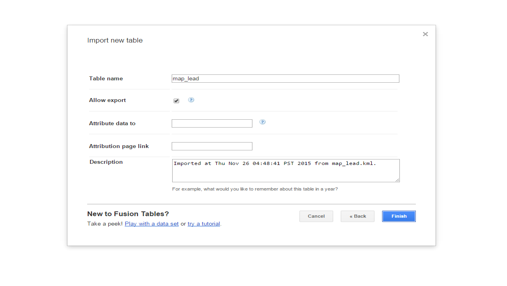 Import new table
Table name
map_lead
Allow export
Attribute data to
Attribution page link
Description
Imported at Thu Nov 26 04:48:41 PST 2015 from map_lead.kml.
For example, what would you like to remember about this table in a year?
New to Fusion Tables?
Take a peek! Play with a data set or try a tutorial
Cancel
« Back
Finish